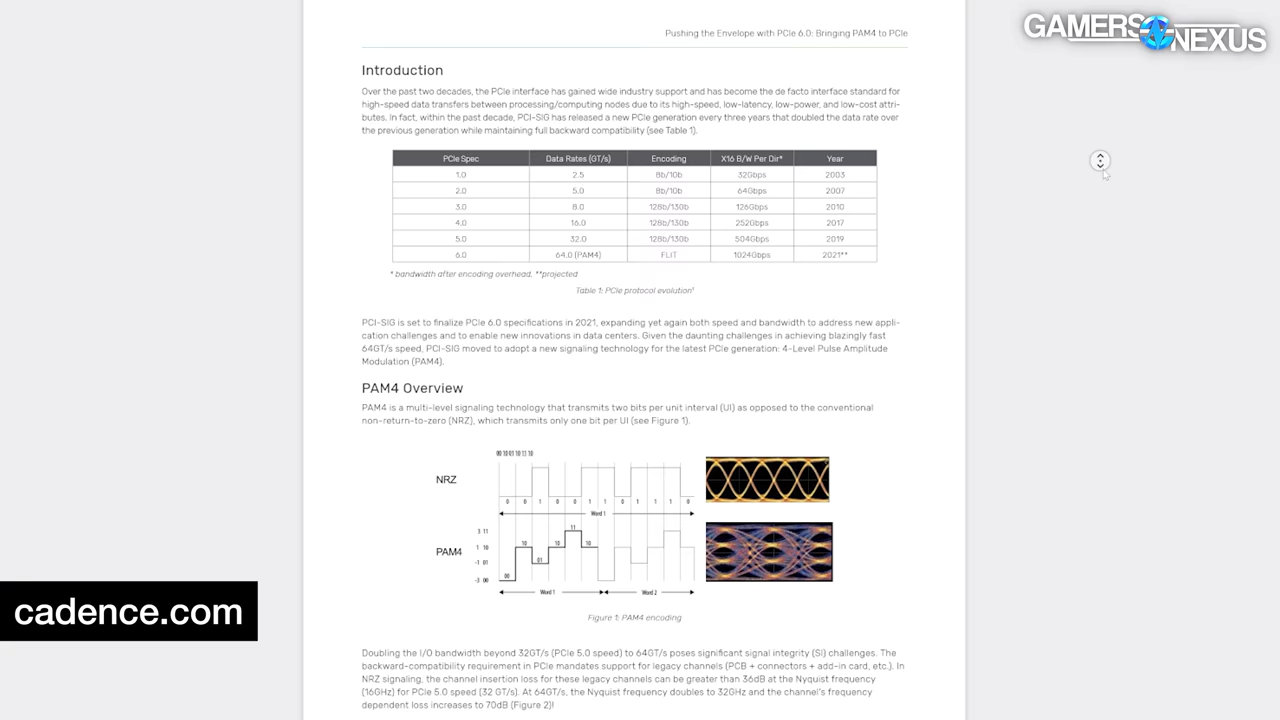 GAMERS NEXUS
Pushing the Envelope with PCIe 6.0: Bringing PAM4 to PCIe
Introduction
Over the past two decades, the PCIe interface has gained wide industry support and has become the de facto interface standard for
high-speed data transfers between processing/computing nodes due to its high-speed, low-latency, low-power, and low-cost attri-
butes. In fact, within the past decade, PCI-SIG has released a new PCIe generation every three years that doubled the data rate over
the previous generation while maintaining full backward compatibility (see Table 1).
PCIe Spec Data Rates (GT/s) Encoding X16 B/W Per Dir* Year
1.0 2.5 8b/10b 32Gbps 2003
2.0 5.0 8b/10b 64Gbps 2007
3.0 8.0 128b/130b 126Gbps 2010
4.0 16.0 128b/130b 252Gbps 2017
5.0 32.0 128b/130b 504Gbps 2019
6.0 64.0 (PAM4) FLIT 1024Gbps 2021**
* bandwidth after encoding overhead, **projected
Table 1: PCIe protocol evolution¹
PCI-SIG is set to finalize PCIe 6.0 specifications in 2021, expanding yet again both speed and bandwidth to address new appli-
cation challenges and to enable new innovations in data centers. Given the daunting challenges in achieving blazingly fast
64GT/s speed, PCI-SIG moved to adopt a new signaling technology for the latest PCIe generation: 4-Level Pulse Amplitude
Modulation (PAM4).
PAM4 Overview
PAM4 is a multi-level signaling technology that transmits two bits per unit interval (UI) as opposed to the conventional
non-return-to-zero (NRZ), which transmits only one bit per UI (see Figure 1).
NRZ
0 0 1 0 0 1 1 0 1 1 1 0
Word 1
PAM4
3 11
1 10
-1 01
-3 00
00 10 01 10 11 10
Word 1 Word 2
Figure 1: PAM4 encoding
Doubling the I/O bandwidth beyond 32GT/s (PCIe 5.0 speed) to 64GT/s poses significant signal integrity (SI) challenges. The
backward-compatibility requirement in PCIe mandates support for legacy channels (PCB + connectors + add-in card, etc.). In
NRZ signaling, the channel insertion loss for these legacy channels can be greater than 36dB at the Nyquist frequency
(16GHz) for PCIe 5.0 speed (32 GT/s). At 64GT/s, the Nyquist frequency doubles to 32GHz and the channel's frequency
dependent loss increases to 70dB (Figure 2)!
cadence.com